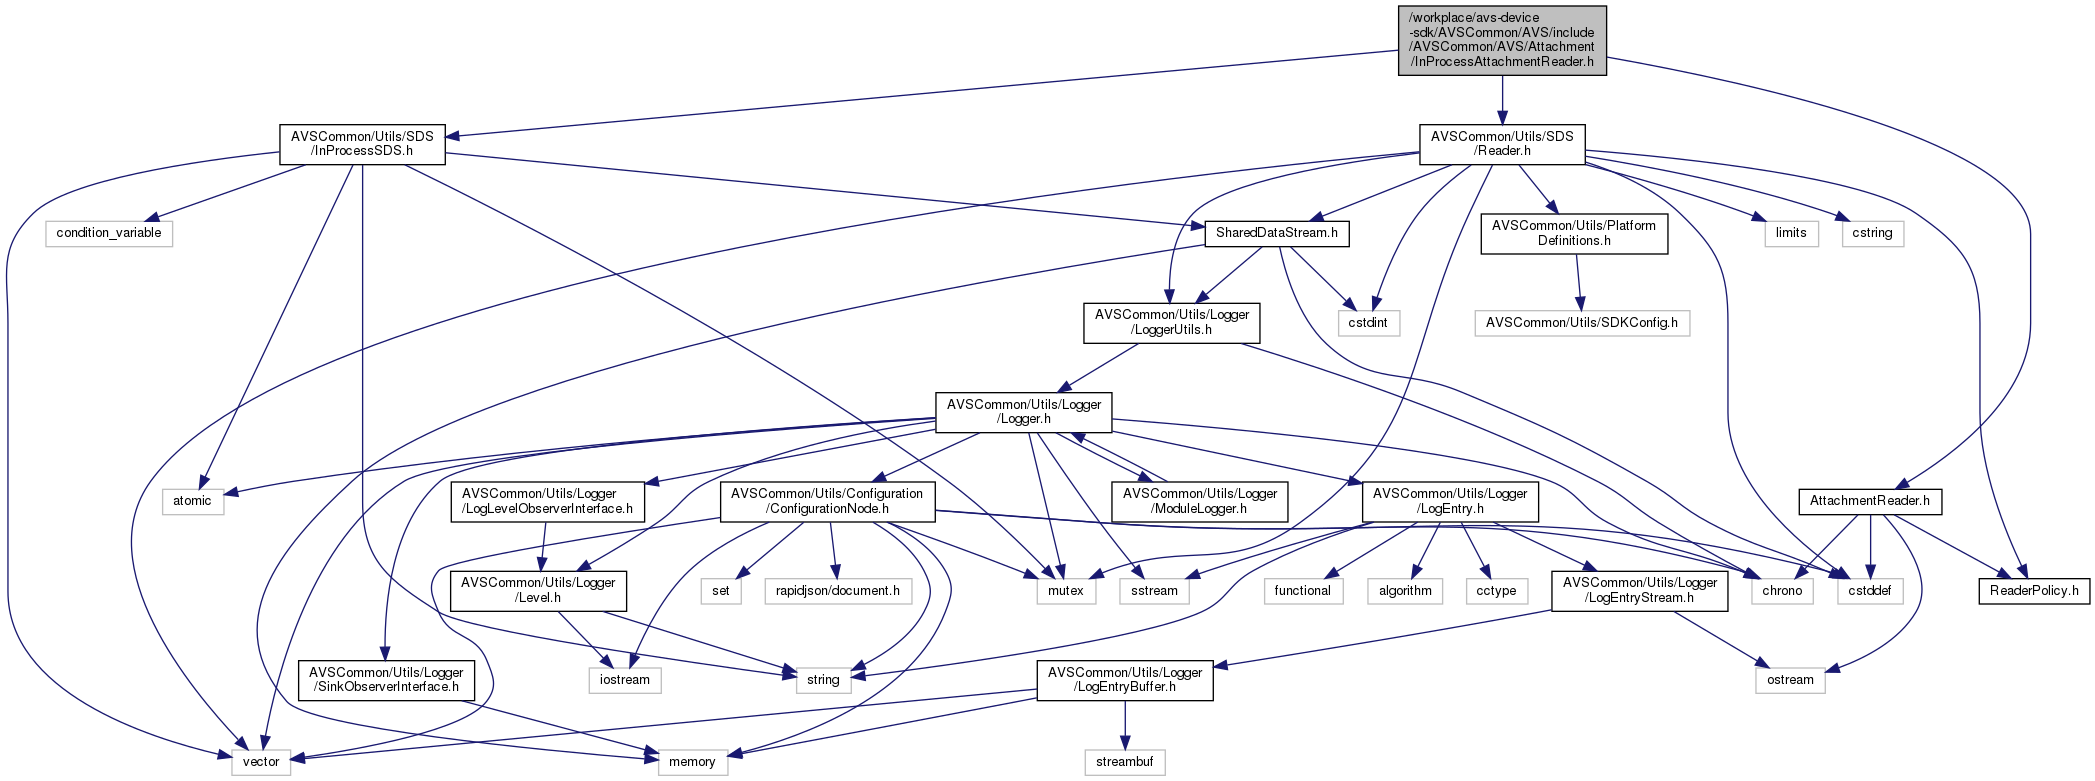 /workplace/avs-device
-sdk/AVSCommon/AVS/include
/AVSCommon/AVS/Attachment
/InProcessAttachmentReader.h
AVSCommon/Utils/SDS
/InProcessSDS.h
AVSCommon/Utils/SDS
/Reader.h
condition_variable
SharedDataStream.h
AVSCommon/Utils/Platform
Definitions.h
limits
cstring
AVSCommon/Utils/Logger
/LoggerUtils.h
cstdint
AVSCommon/Utils/SDKConfig.h
AVSCommon/Utils/Logger
/Logger.h
atomic
AVSCommon/Utils/Logger
/LogLevelObserverInterface.h
AVSCommon/Utils/Configuration
/ConfigurationNode.h
AVSCommon/Utils/Logger
/ModuleLogger.h
AVSCommon/Utils/Logger
/LogEntry.h
AttachmentReader.h
AVSCommon/Utils/Logger
/Level.h
set
rapidjson/document.h
mutex
sstream
functional
algorithm
cctype
AVSCommon/Utils/Logger
/LogEntryStream.h
chrono
cstddef
ReaderPolicy.h
AVSCommon/Utils/Logger
/SinkObserverInterface.h
iostream
string
AVSCommon/Utils/Logger
/LogEntryBuffer.h
ostream
vector
memory
streambuf